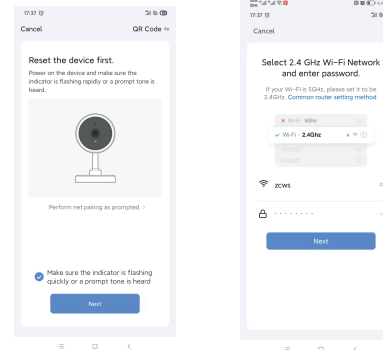 17:37
Cancel
QR Code
Reset the device first.
Power on the device and make sure the
indicator is flashing rapidly or a prompt tone is
heard.
Perform net pairing as prompted. >
Make sure the indicator is flashing
quickly or a prompt tone is heard
Next
17:37
Cancel
Select 2.4 GHz Wi-Fi Network
and enter password.
If your Wi-Fi is 5GHz, please set it to be
2.4GHz. Common router setting method
Wi-Fi - 5Ghz
Wi-Fi - 2.4Ghz
zcws
Next